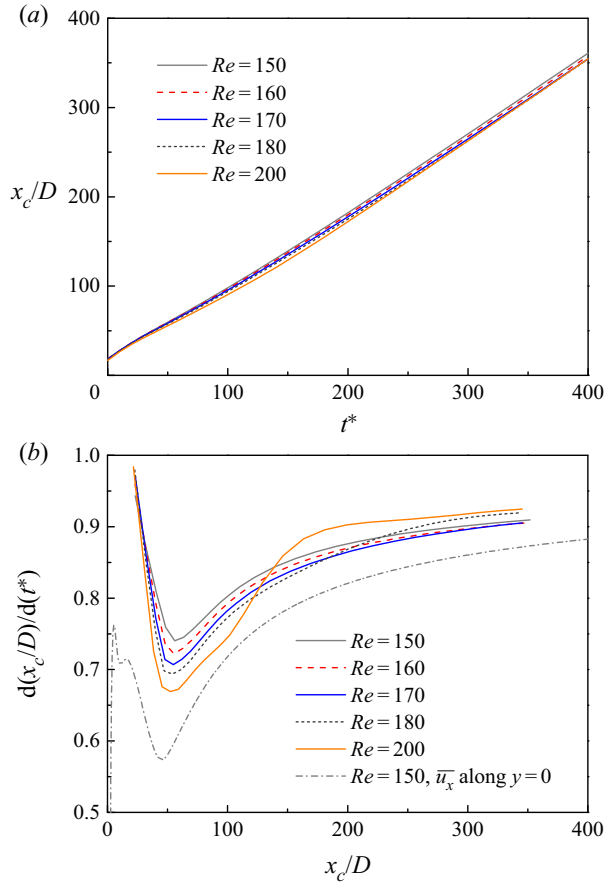 (a)
400
300
200
100
x_c/D
Re = 150
Re = 160
Re = 170
Re = 180
Re = 200
0 100 200 300 400
t*
(b)
1.0
0.9
0.8
0.7
0.6
0.5
d(x_c/D)/d(t*)
Re = 150
Re = 160
Re = 170
Re = 180
Re = 200
Re = 150, \overline{u_x} along y = 0
0 100 200 300 400
x_c/D